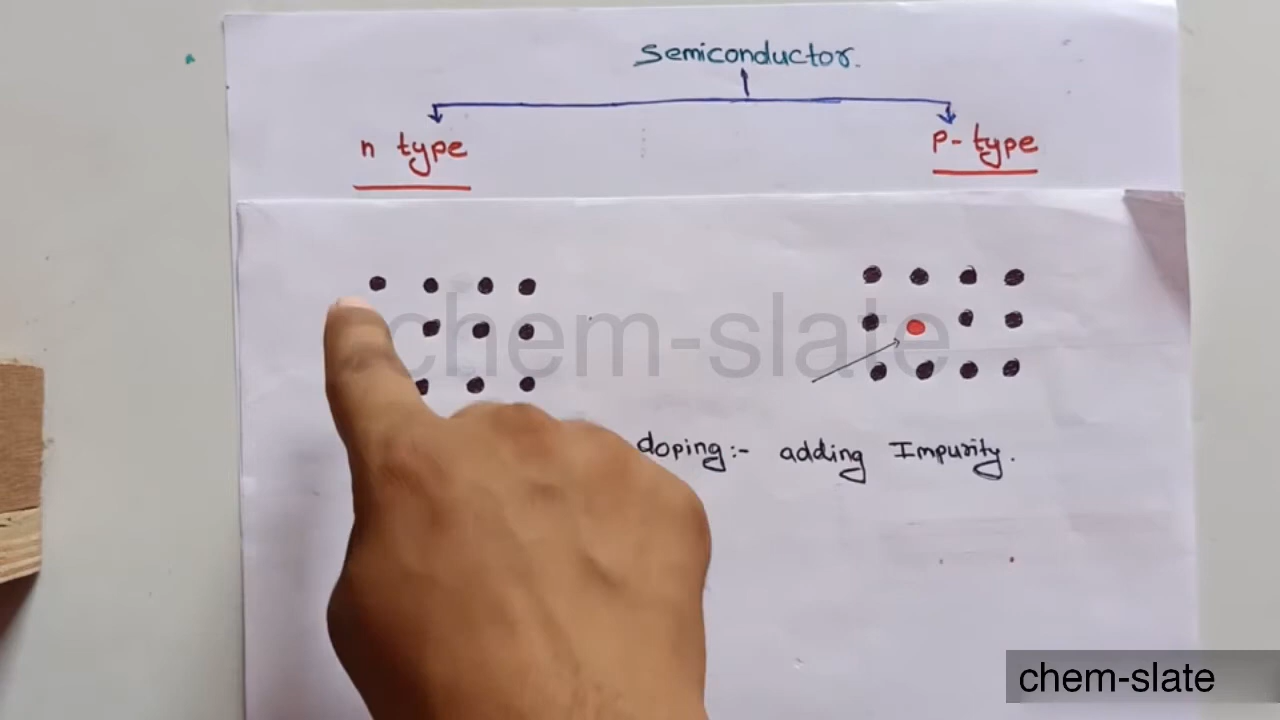 Semiconductor.
n type
P-type
chem-slate
doping:- adding Impurity.
chem-slate